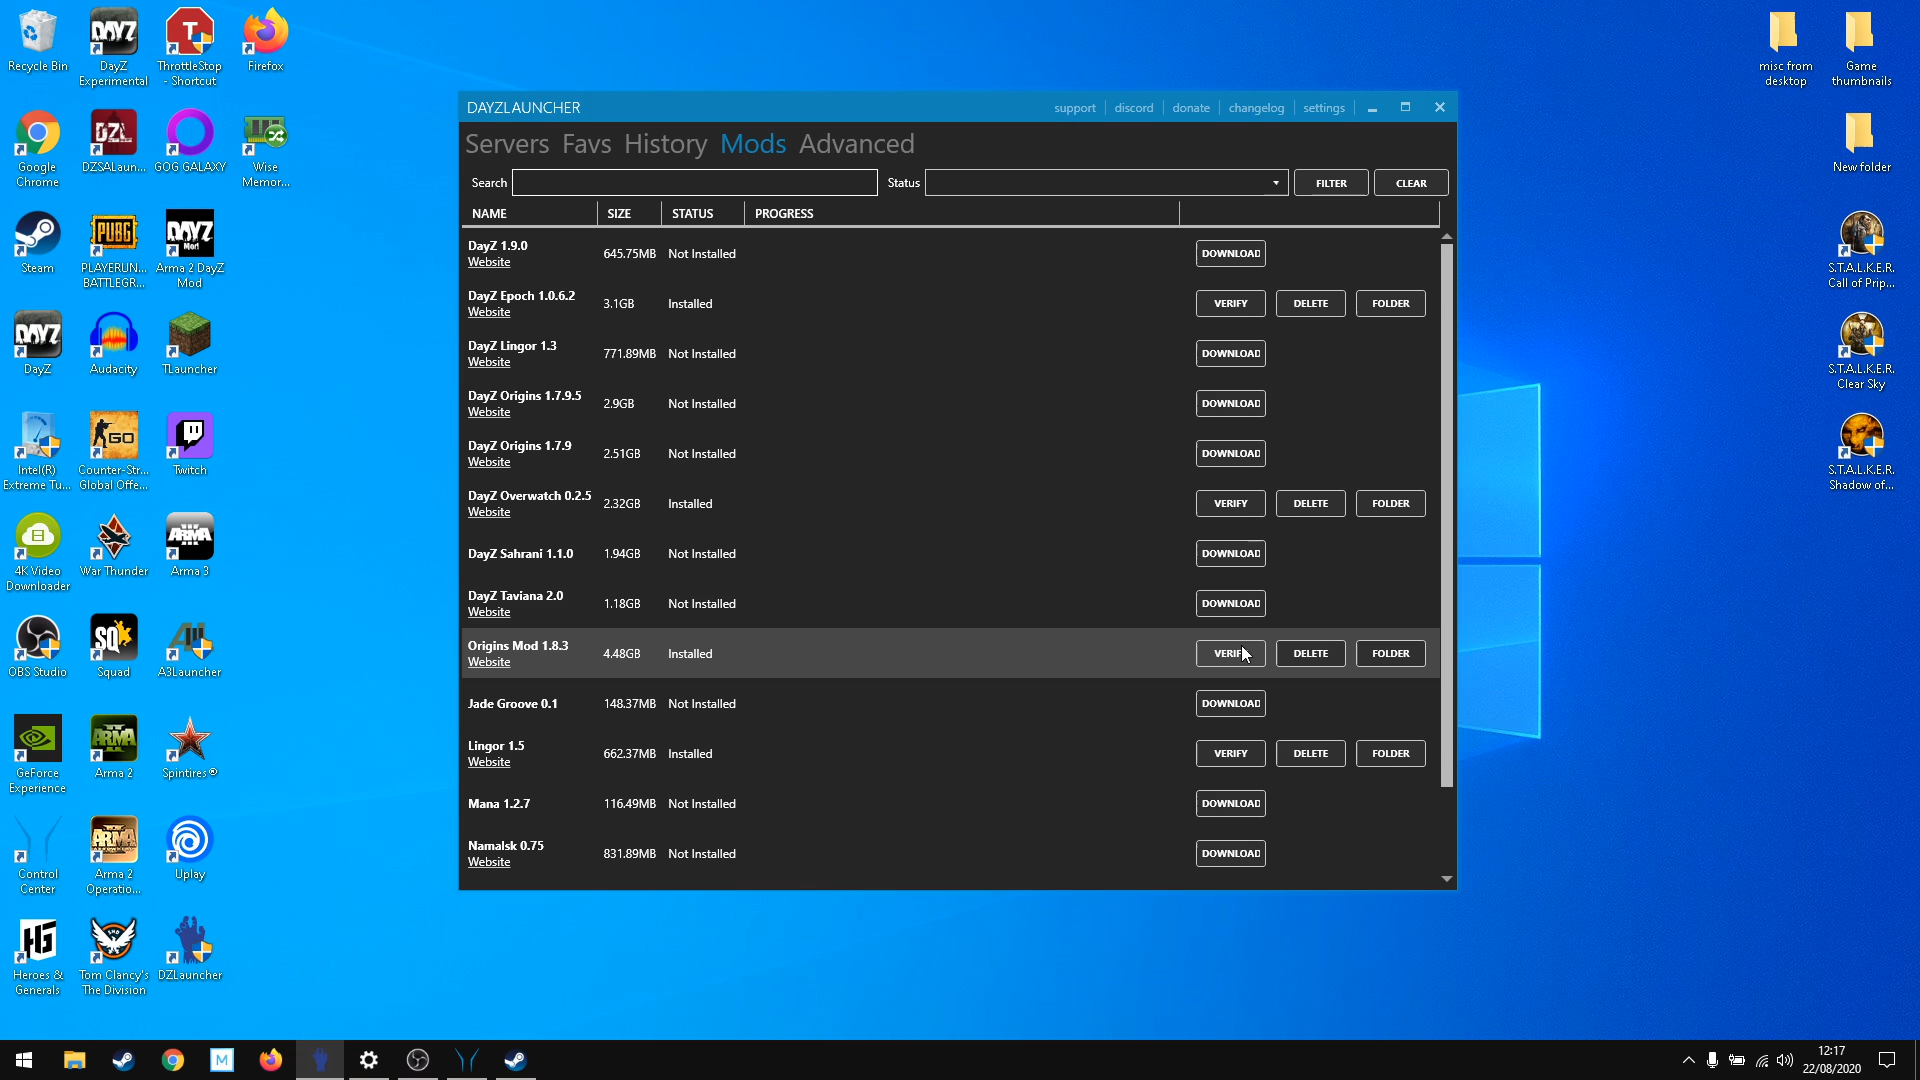 Recycle Bin
DayZ
Experimental
ThrottleStop
- Shortcut
Firefox
Google
Chrome
DZSALaun...
GOG GALAXY
Wise
Memor...
Steam
PLAYERUN...
BATTLEGR...
Arma 2 DayZ
Mod
DayZ
Audacity
TLauncher
Intel(R)
Extreme Tu...
Counter-Str...
Global Offe...
Twitch
4K Video
Downloader
War Thunder
Arma 3
OBS Studio
Squad
A3Launcher
GeForce
Experience
Arma 2
Spintires®
Control
Center
Arma 2
Operatio...
Uplay
Heroes &
Generals
Tom Clancy's
The Division
DZLauncher
DAYZLAUNCHER
support
discord
donate
changelog
settings
Servers Favs History Mods Advanced
Search
Status
FILTER
CLEAR
NAME SIZE STATUS PROGRESS
DayZ 1.9.0
Website
645.75MB Not Installed DOWNLOAD
DayZ Epoch 1.0.6.2
Website
3.1GB Installed VERIFY DELETE FOLDER
DayZ Lingor 1.3
Website
771.89MB Not Installed DOWNLOAD
DayZ Origins 1.7.9.5
Website
2.9GB Not Installed DOWNLOAD
DayZ Origins 1.7.9
Website
2.51GB Not Installed DOWNLOAD
DayZ Overwatch 0.2.5
Website
2.32GB Installed VERIFY DELETE FOLDER
DayZ Sahrani 1.1.0 1.94GB Not Installed DOWNLOAD
DayZ Taviana 2.0
Website
1.18GB Not Installed DOWNLOAD
Origins Mod 1.8.3
Website
4.48GB Installed VERIFY DELETE FOLDER
Jade Groove 0.1 148.37MB Not Installed DOWNLOAD
Lingor 1.5
Website
662.37MB Installed VERIFY DELETE FOLDER
Mana 1.2.7 116.49MB Not Installed DOWNLOAD
Namalsk 0.75
Website
831.89MB Not Installed DOWNLOAD
misc from
desktop
Game
thumbnails
New folder
S.T.A.L.K.E.R.
Call of Prip...
S.T.A.L.K.E.R.
Clear Sky
S.T.A.L.K.E.R.
Shadow of...
12:17
22/08/2020